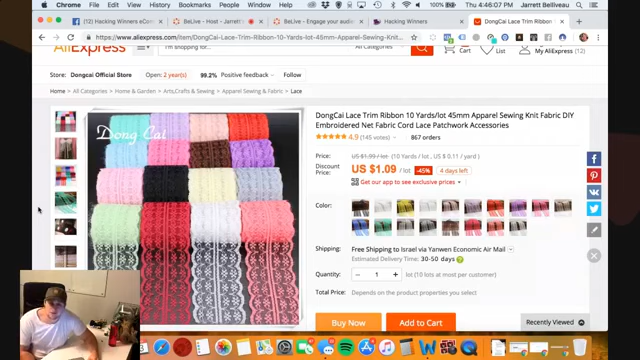 Chrome File Edit View History Bookmarks People Window Help
4:46:07 PM Jarrett Belliveau
(12) Hacking Winners eCom
BeLive - Host - Jarrett
BeLive - Engage your audi
Hacking Winners
DongCai Lace Trim Ribbon 10
https://www.aliexpress.com/item/DongCai-Lace-Trim-Ribbon-10-Yards-lot-45mm-Apparel-Sewing-Knit...
AliExpress
I'm shopping for...
All Categories
Cart
Wish List
My AliExpress (12)
Store: Dongcai Official Store
Open: 2 year(s)
99.2% Positive feedback
Follow
Home > All Categories > Home & Garden > Arts,Crafts & Sewing > Apparel Sewing & Fabric > Lace
Dong Cai
DongCai Lace Trim Ribbon 10 Yards/lot 45mm Apparel Sewing Knit Fabric DIY
Embroidered Net Fabric Cord Lace Patchwork Accessories
4.9 (145 votes)
867 orders
Price: US $1.99 / lot (10 Yards / lot , US $ 0.11 / yard )
Discount
Price: US $1.09 / lot -45% 4 days left
Get our app to see exclusive prices
Color:
Shipping: Free Shipping to Israel via Yanwen Economic Air Mail
Estimated Delivery Time: 30-50 days
Quantity: 1 lot (10 lots at most per customer)
Total Price: Depends on the product properties you select
Buy Now
Add to Cart
Recently Viewed